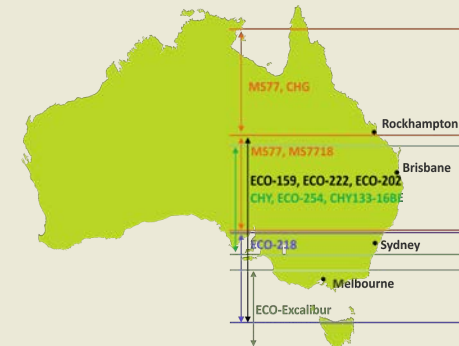 MS77, CHG
Rockhampton
MS77, MS7718
Brisbane
ECO-159, ECO-222, ECO-202
CHY, ECO-254, CHY133-16BE
ECO-218
Sydney
Melbourne
ECO-Excalibur